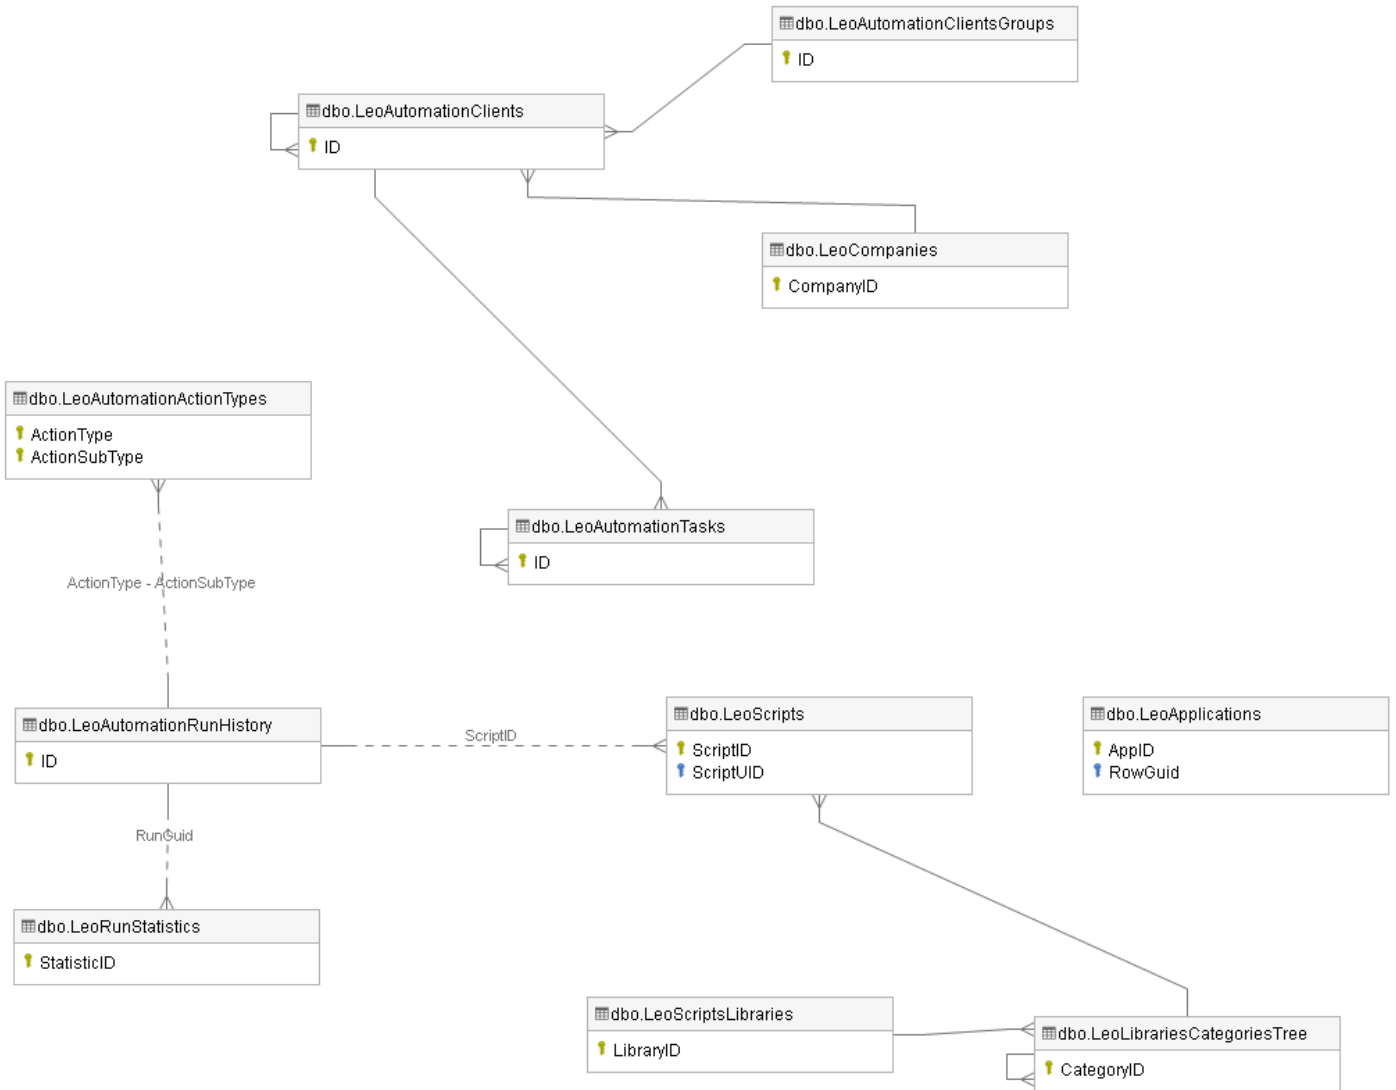 dbo.LeoAutomationClientsGroups
ID
dbo.LeoAutomationClients
ID
dbo.LeoCompanies
CompanyID
dbo.LeoAutomationActionTypes
ActionType
ActionSubType
dbo.LeoAutomationTasks
ID
ActionType - ActionSubType
dbo.LeoAutomationRunHistory
ID
ScriptID
dbo.LeoScripts
ScriptID
ScriptUID
dbo.LeoApplications
AppID
RowGuid
RunGuid
dbo.LeoRunStatistics
StatisticID
dbo.LeoScriptsLibraries
LibraryID
dbo.LeoLibrariesCategoriesTree
CategoryID